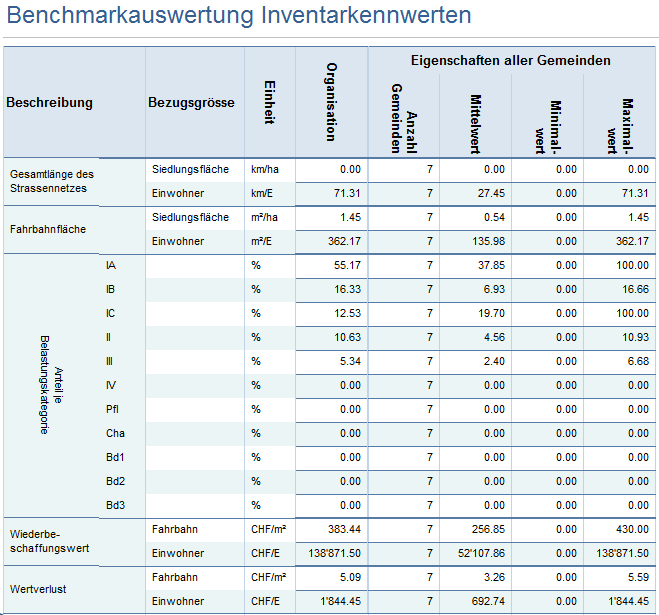 Benchmarkauswertung Inventarkennwerten
Beschreibung Bezugsgrösse Einheit Organisation Eigenschaften aller Gemeinden
Anzahl Gemeinden Mittelwert Minimal-wert Maximal-wert
Gesamtlänge des Strassennetzes Siedlungsfläche km/ha 0.00 7 0.00 0.00 0.00
Einwohner km/E 71.31 7 27.45 0.00 71.31
Fahrbahnfläche Siedlungsfläche m²/ha 1.45 7 0.54 0.00 1.45
Einwohner m²/E 362.17 7 135.98 0.00 362.17
Anteil je Belastungskategorie
IA % 55.17 7 37.85 0.00 100.00
IB % 16.33 7 6.93 0.00 16.66
IC % 12.53 7 19.70 0.00 100.00
II % 10.63 7 4.56 0.00 10.93
III % 5.34 7 2.40 0.00 6.68
IV % 0.00 7 0.00 0.00 0.00
Pfl % 0.00 7 0.00 0.00 0.00
Cha % 0.00 7 0.00 0.00 0.00
Bd1 % 0.00 7 0.00 0.00 0.00
Bd2 % 0.00 7 0.00 0.00 0.00
Bd3 % 0.00 7 0.00 0.00 0.00
Wiederbe-schaffungswert Fahrbahn CHF/m² 383.44 7 256.85 0.00 430.00
Einwohner CHF/E 138'871.50 7 52'107.86 0.00 138'871.50
Wertverlust Fahrbahn CHF/m² 5.09 7 3.26 0.00 5.59
Einwohner CHF/E 1'844.45 7 692.74 0.00 1'844.45